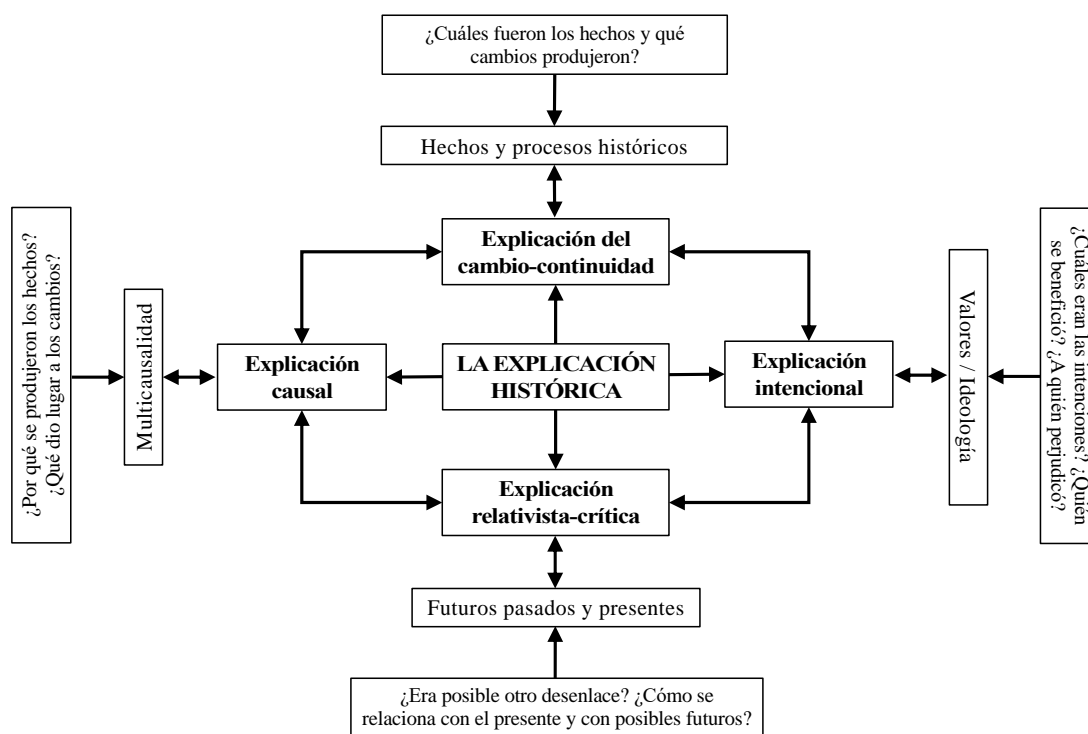 ¿Cuáles fueron los hechos y qué
cambios produjeron?
Hechos y procesos históricos
Explicación del
cambio-continuidad
¿Por qué se produjeron los hechos?
¿Qué dio lugar a los cambios?
Multicausalidad
Explicación
causal
LA EXPLICACIÓN
HISTÓRICA
Explicación
intencional
Valores / Ideología
¿Cuáles eran las intenciones? ¿Quién
se benefició? ¿A quién perjudicó?
Explicación
relativista-crítica
Futuros pasados y presentes
¿Era posible otro desenlace? ¿Cómo se
relaciona con el presente y con posibles futuros?